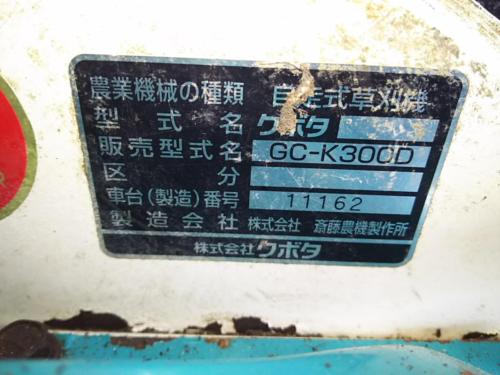 農業機械の種類 自走式草刈機
型式名 クボタ
販売型式名 GC-K300D
区分
車台(製造)番号 11162
製造会社 株式会社 斎藤農機製作所
株式会社クボタ